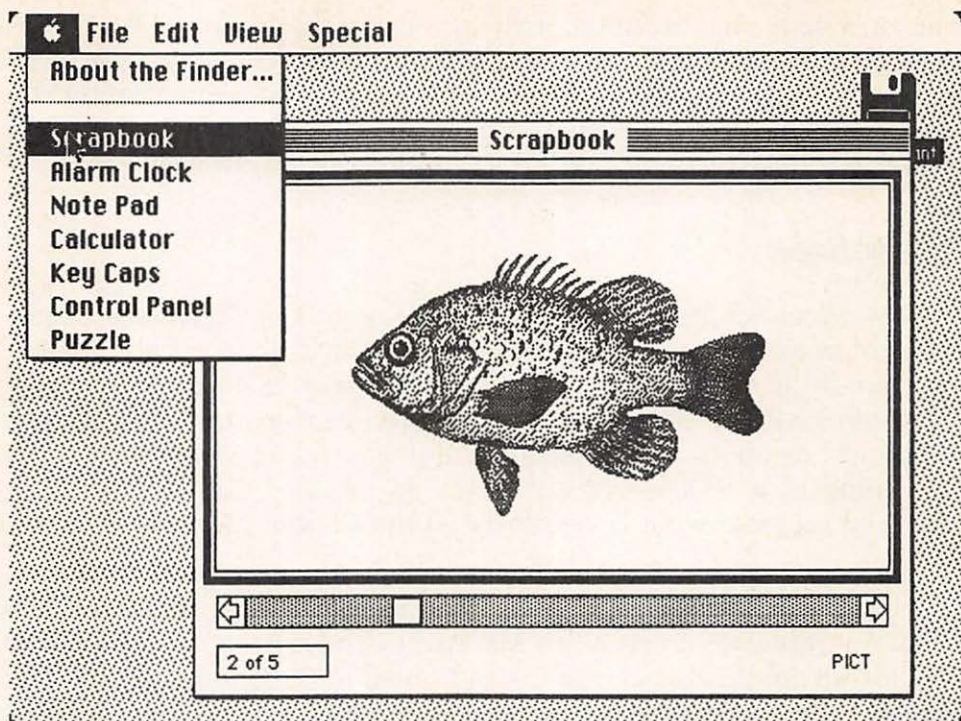 File Edit View Special
About the Finder...
Scrapbook
Alarm Clock
Note Pad
Calculator
Key Caps
Control Panel
Puzzle
Scrapbook
2 of 5
PICT